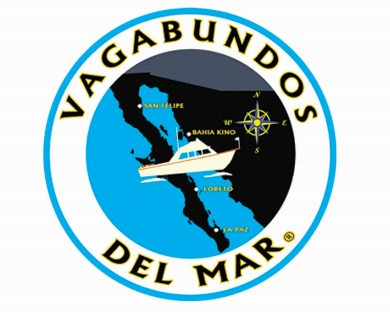 VAGABUNDOS
N
SAN FELIPE
W E
BAHIA KINO
S
LORETO
LA PAZ
DEL MAR®